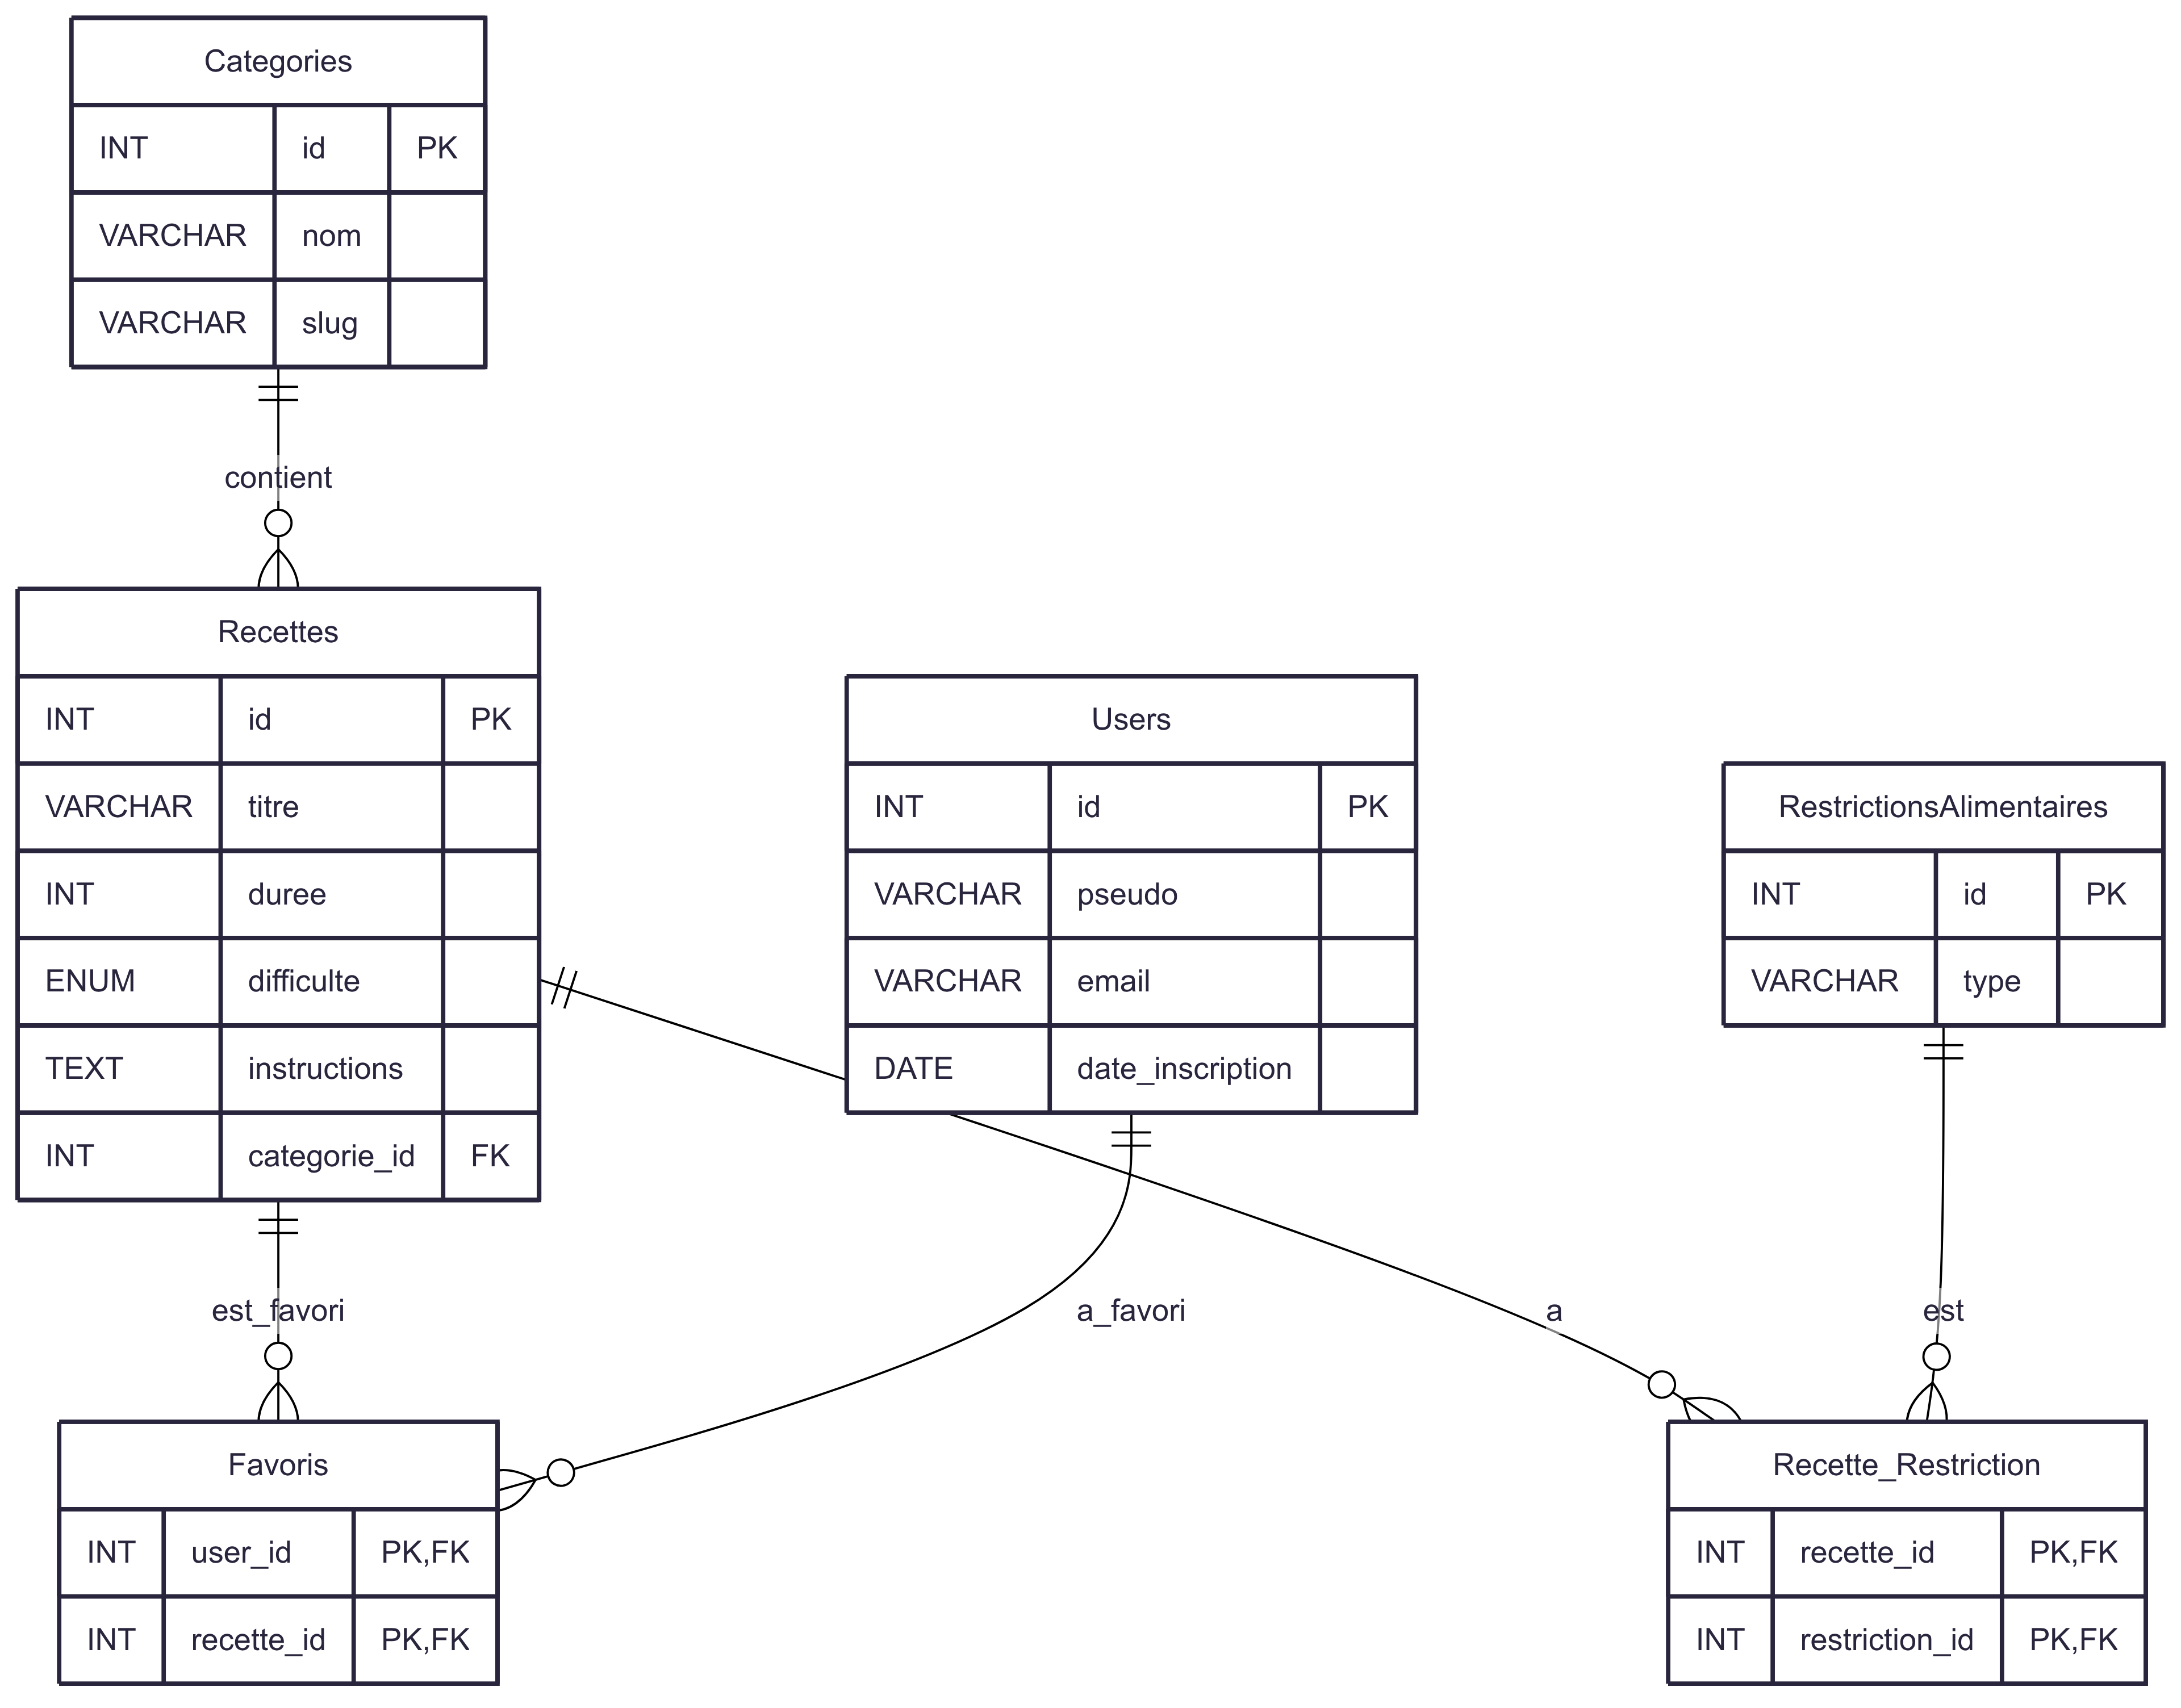 Categories
INT id PK
VARCHAR nom
VARCHAR slug
contient
Recettes
INT id PK
VARCHAR titre
INT duree
ENUM difficulte
TEXT instructions
INT categorie_id FK
Users
INT id PK
VARCHAR pseudo
VARCHAR email
DATE date_inscription
RestrictionsAlimentaires
INT id PK
VARCHAR type
est_favori
a_favori
a
est
Favoris
INT user_id PK,FK
INT recette_id PK,FK
Recette_Restriction
INT recette_id PK,FK
INT restriction_id PK,FK